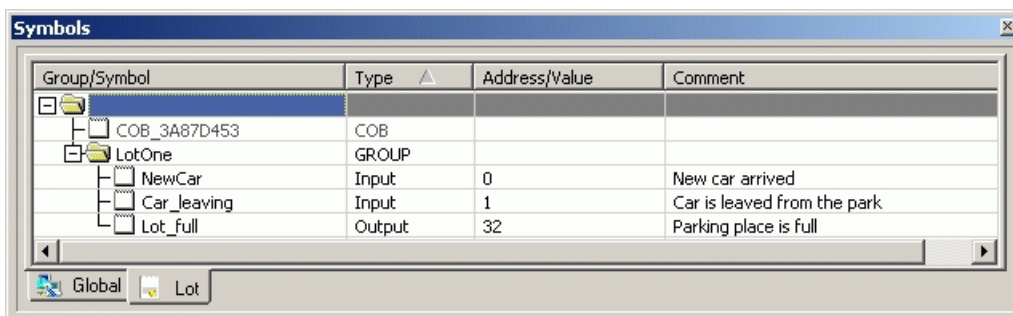 Symbols
Group/Symbol Type Address/Value Comment
COB_3A87D453 COB
LotOne GROUP
NewCar Input 0 New car arrived
Car_leaving Input 1 Car is leaved from the park
Lot_full Output 32 Parking place is full
Global Lot